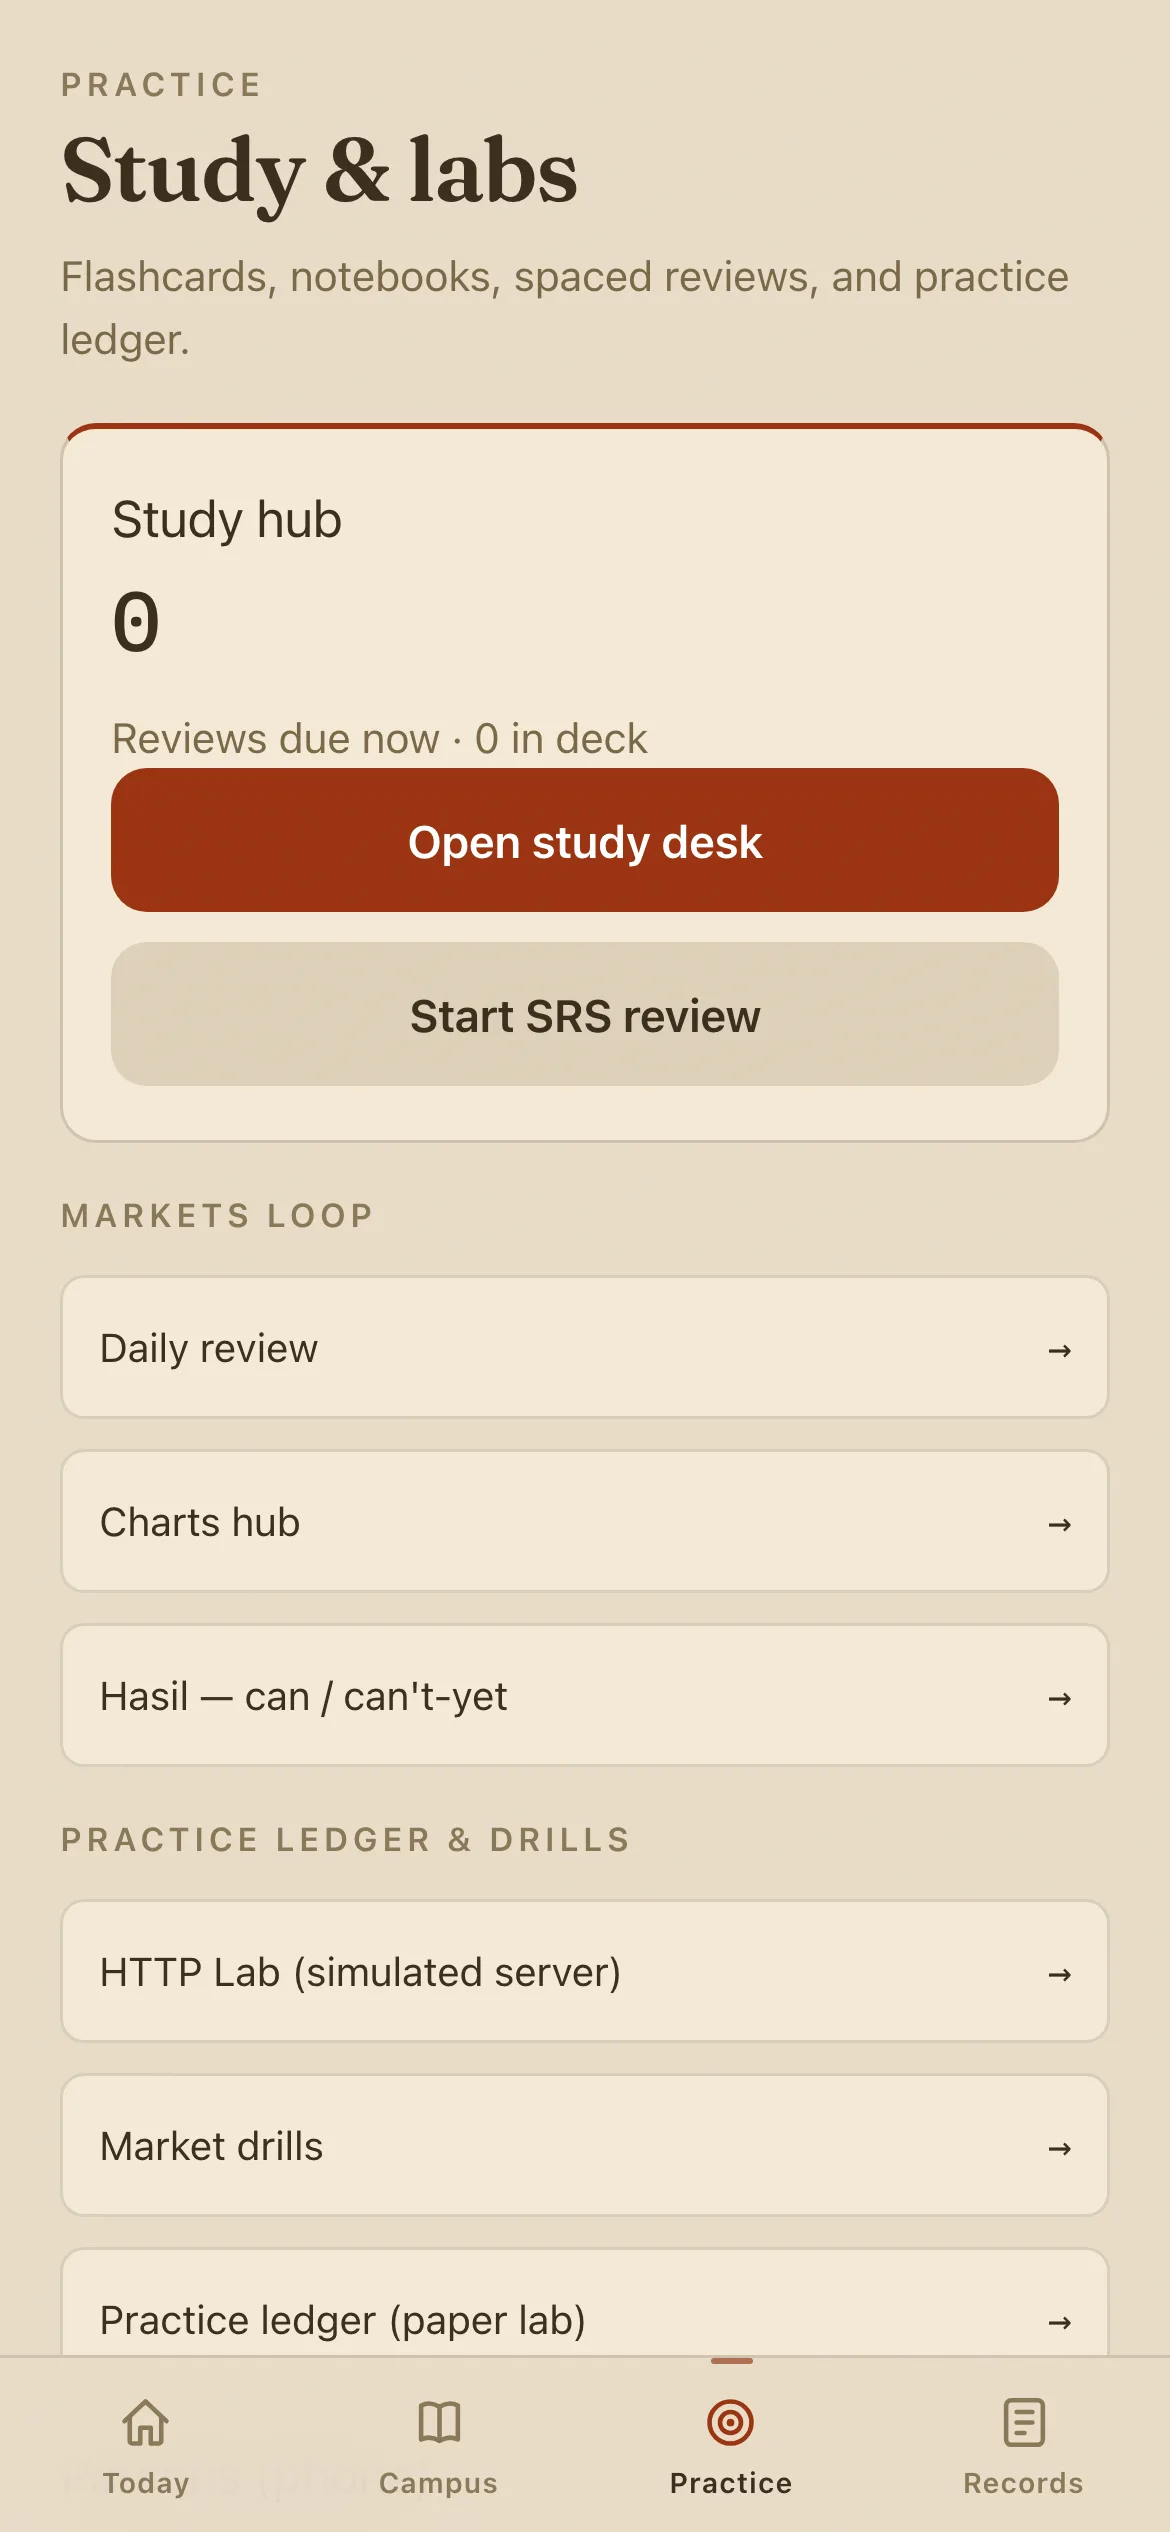 PRACTICE
Study & labs
Flashcards, notebooks, spaced reviews, and practice
ledger.
Study hub
0
Reviews due now · 0 in deck
Open study desk
Start SRS review
MARKETS LOOP
Daily review →
Charts hub →
Hasil — can / can't-yet →
PRACTICE LEDGER & DRILLS
HTTP Lab (simulated server) →
Market drills →
Practice ledger (paper lab) →
Today Campus Practice Records